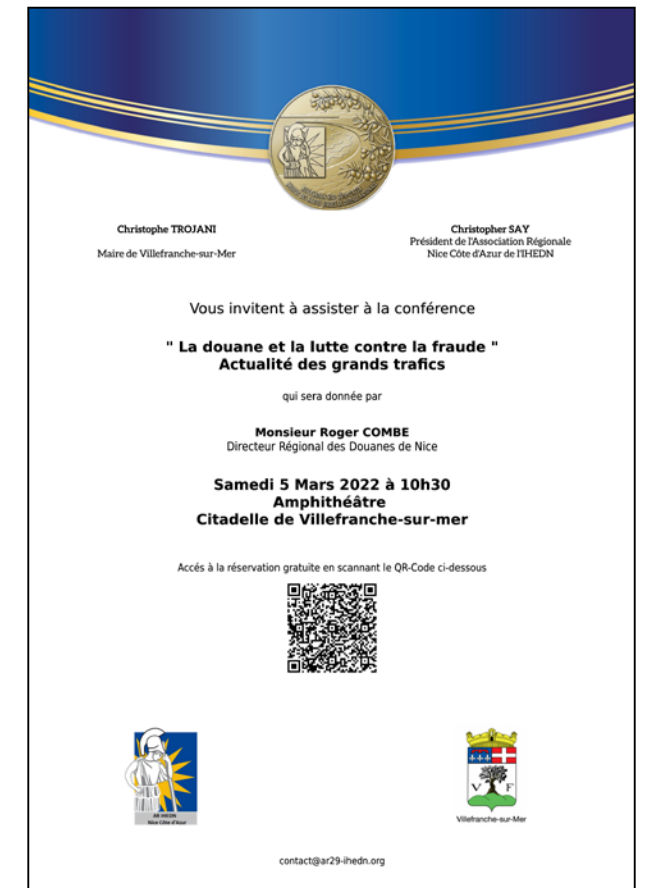 Christophe TROJANI
Maire de Villefranche-sur-Mer
Christopher SAY
Président de l'Association Régionale
Nice Côte d'Azur de l'IHEDN
Vous invitent à assister à la conférence
" La douane et la lutte contre la fraude "
Actualité des grands trafics
qui sera donnée par
Monsieur Roger COMBE
Directeur Régional des Douanes de Nice
Samedi 5 Mars 2022 à 10h30
Amphithéâtre
Citadelle de Villefranche-sur-mer
Accés à la réservation gratuite en scannant le QR-Code ci-dessous
AR IHEDN
Nice Côte d'Azur
V F
Villefranche-sur-Mer
contact@ar29-ihedn.org